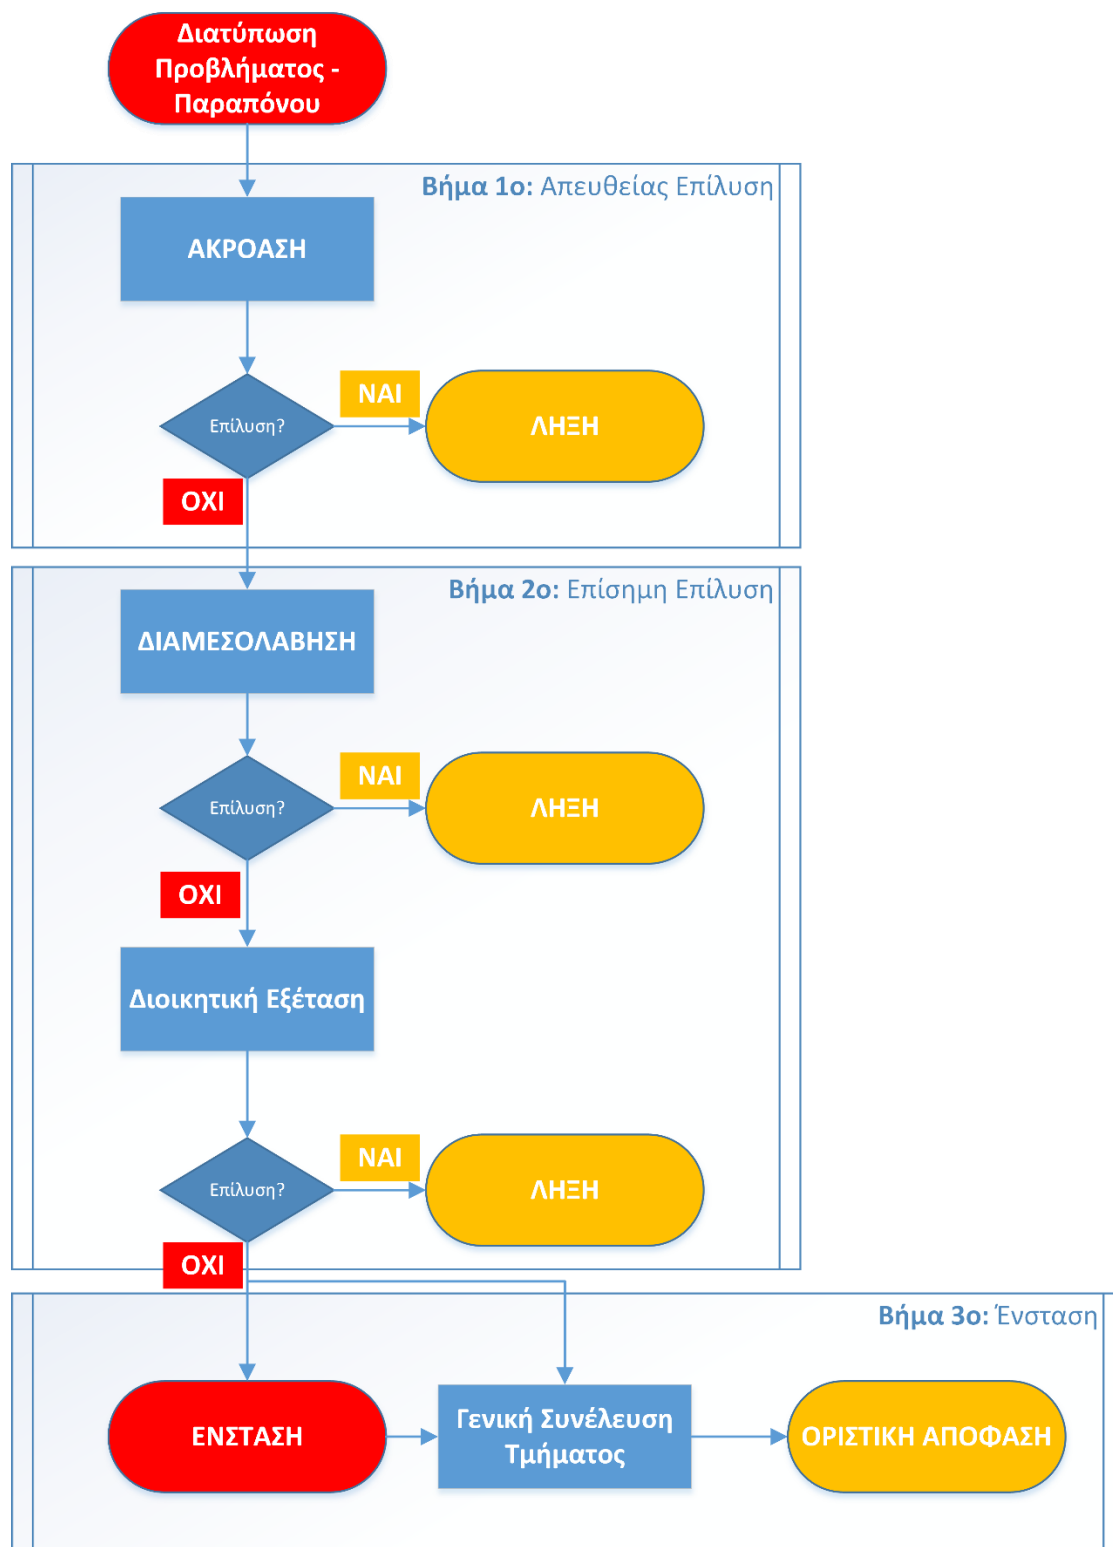 Διατύπωση
Προβλήματος -
Παραπόνου
Βήμα 1ο: Απευθείας Επίλυση
ΑΚΡΟΑΣΗ
Επίλυση?
ΝΑΙ
ΛΗΞΗ
ΟΧΙ
Βήμα 2ο: Επίσημη Επίλυση
ΔΙΑΜΕΣΟΛΑΒΗΣΗ
Επίλυση?
ΝΑΙ
ΛΗΞΗ
ΟΧΙ
Διοικητική Εξέταση
Επίλυση?
ΝΑΙ
ΛΗΞΗ
ΟΧΙ
Βήμα 3ο: Ένσταση
ΕΝΣΤΑΣΗ
Γενική Συνέλευση
Τμήματος
ΟΡΙΣΤΙΚΗ ΑΠΟΦΑΣΗ